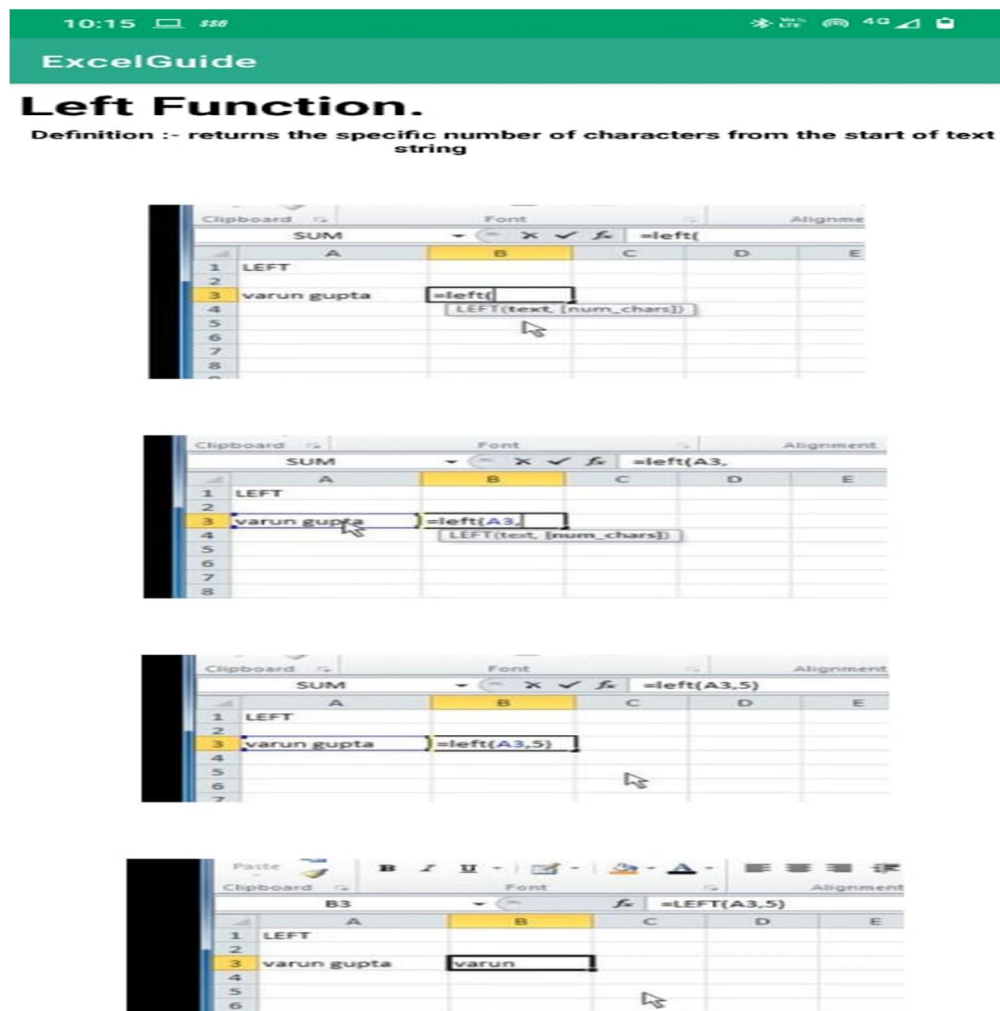 10:15 $$6 Vo)) LTE 4G
ExcelGuide
Left Function.
Definition :- returns the specific number of characters from the start of text
string
Clipboard Font Alignme
SUM =left(
A B C D E
1 LEFT
2
3 varun gupta =left(
4 LEFT(text, [num_chars])
5
6
7
8
Clipboard Font Alignment
SUM =left(A3,
A B C D E
1 LEFT
2
3 varun gupta =left(A3,
4 LEFT(text, [num_chars])
5
6
7
8
Clipboard Font Alignment
SUM =left(A3,5)
A B C D E
1 LEFT
2
3 varun gupta =left(A3,5)
4
5
6
7
Paste B I U A
Clipboard Font Alignment
B3 fx =LEFT(A3,5)
A B C D E
1 LEFT
2
3 varun gupta varun
4
5
6